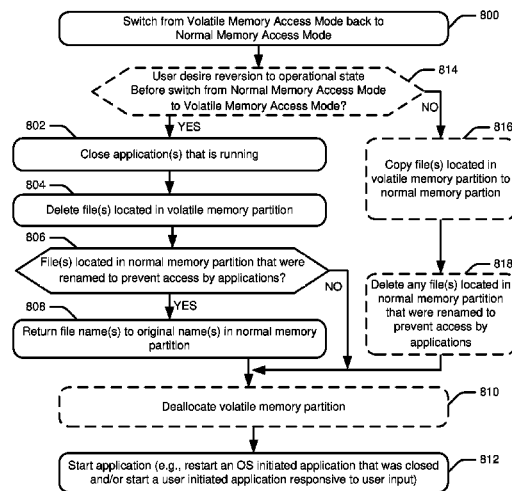 Switch from Volatile Memory Access Mode back to
Normal Memory Access Mode
800
User desire reversion to operational state
Before switch from Normal Memory Access Mode
to Volatile Memory Access Mode?
814
YES
NO
802
Close application(s) that is running
804
Delete file(s) located in volatile memory partition
806
File(s) located in normal memory partition that were
renamed to prevent access by applications?
YES
NO
808
Return file name(s) to original name(s) in normal memory
partition
816
Copy file(s) located in
volatile memory partition to
normal memory partion
818
Delete any file(s) located in
normal memory partition
that were renamed to
prevent access by
applications
Deallocate volatile memory partition
810
Start application (e.g., restart an OS initiated application that was closed
and/or start a user initiated application responsive to user input)
812